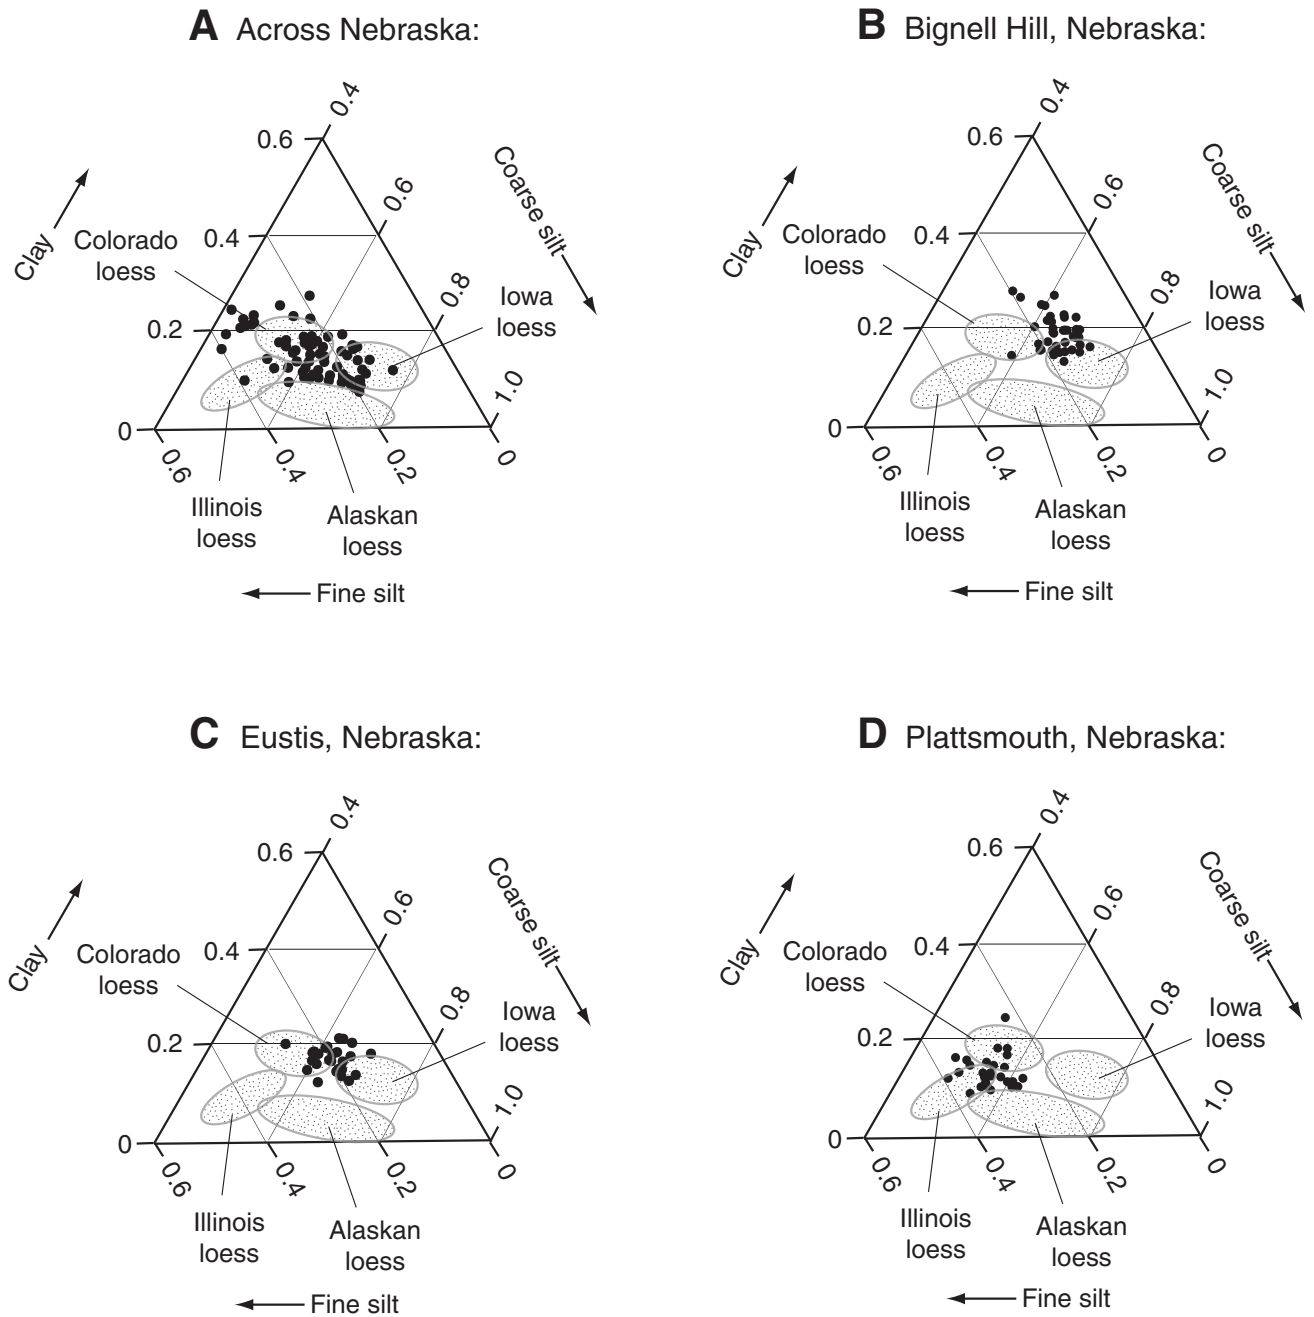 A Across Nebraska:
0.4
0.6
Clay
Coarse silt
0.6
Colorado
loess
0.4
0.8
Iowa
loess
0.2
1.0
0
0.6
0.4
0.2
0
Illinois
loess
Alaskan
loess
Fine silt
B Bignell Hill, Nebraska:
0.4
0.6
Clay
Coarse silt
0.6
Colorado
loess
0.4
0.8
Iowa
loess
0.2
1.0
0
0.6
0.4
0.2
0
Illinois
loess
Alaskan
loess
Fine silt
C Eustis, Nebraska:
0.4
0.6
Clay
Coarse silt
0.6
Colorado
loess
0.4
0.8
Iowa
loess
0.2
1.0
0
0.6
0.4
0.2
0
Illinois
loess
Alaskan
loess
Fine silt
D Plattsmouth, Nebraska:
0.4
0.6
Clay
Coarse silt
0.6
Colorado
loess
0.4
0.8
Iowa
loess
0.2
1.0
0
0.6
0.4
0.2
0
Illinois
loess
Alaskan
loess
Fine silt